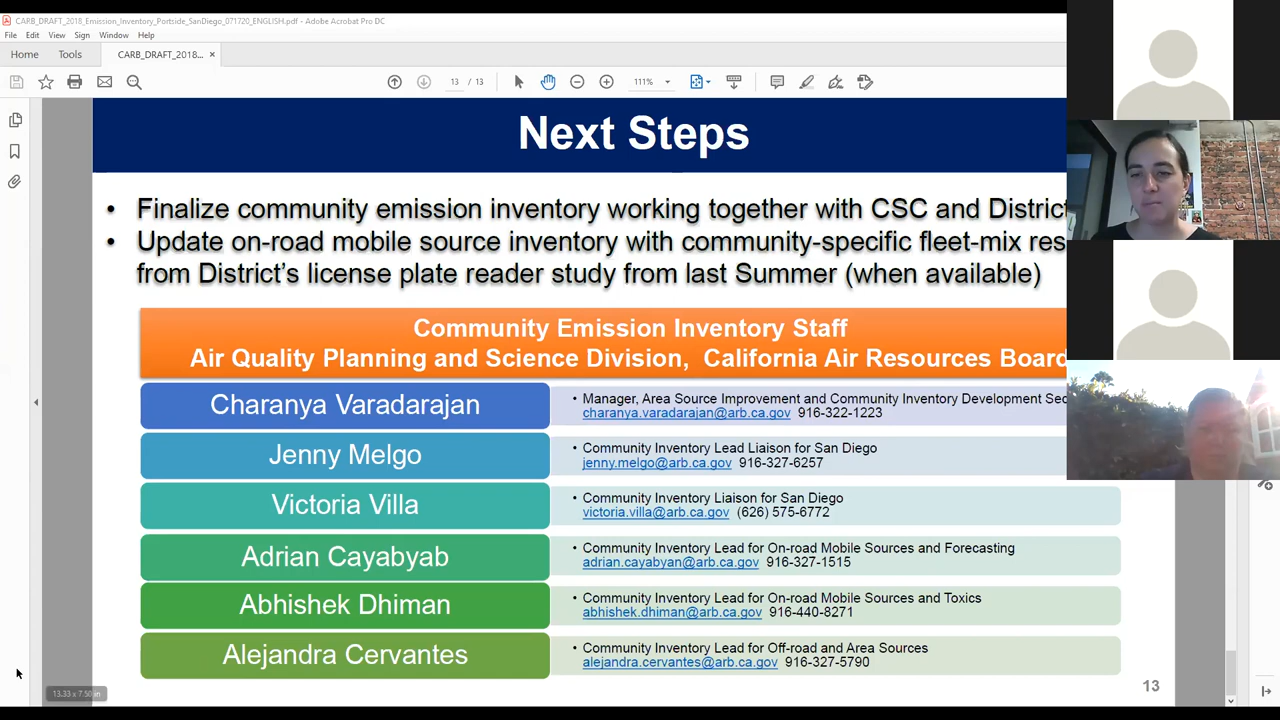 CARB_DRAFT_2018_Emission_Inventory_Portside_SanDiego_071720_ENGLISH.pdf - Adobe Acrobat Pro DC
File Edit View Sign Window Help
Home Tools CARB_DRAFT_2018... ×
13 / 13 111%
Next Steps
• Finalize community emission inventory working together with CSC and District
• Update on-road mobile source inventory with community-specific fleet-mix res
from District's license plate reader study from last Summer (when available)
Community Emission Inventory Staff
Air Quality Planning and Science Division, California Air Resources Board
Charanya Varadarajan
• Manager, Area Source Improvement and Community Inventory Development Sec
charanya.varadarajan@arb.ca.gov 916-322-1223
Jenny Melgo
• Community Inventory Lead Liaison for San Diego
jenny.melgo@arb.ca.gov 916-327-6257
Victoria Villa
• Community Inventory Liaison for San Diego
victoria.villa@arb.ca.gov (626) 575-6772
Adrian Cayabyab
• Community Inventory Lead for On-road Mobile Sources and Forecasting
adrian.cayabyan@arb.ca.gov 916-327-1515
Abhishek Dhiman
• Community Inventory Lead for On-road Mobile Sources and Toxics
abhishek.dhiman@arb.ca.gov 916-440-8271
Alejandra Cervantes
• Community Inventory Lead for Off-road and Area Sources
alejandra.cervantes@arb.ca.gov 916-327-5790
13
13.33 x 7.50 in